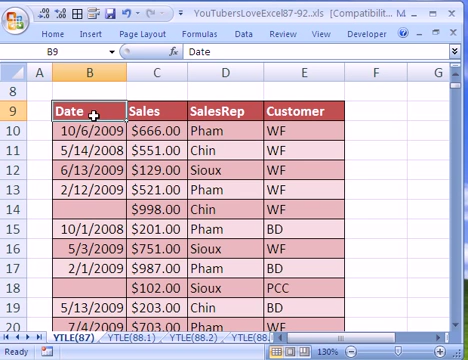 YouTubersLoveExcel87-92..xls [Compatibilit...
Home Insert Page Layout Formulas Data Review View Developer
B9 Date
A B C D E F G
8
9 Date Sales SalesRep Customer
10 10/6/2009 $666.00 Pham WF
11 5/14/2008 $551.00 Chin WF
12 6/13/2009 $129.00 Sioux WF
13 2/12/2009 $521.00 Pham WF
14 $998.00 Chin WF
15 10/1/2008 $201.00 Pham BD
16 5/3/2009 $751.00 Sioux WF
17 2/1/2009 $987.00 Pham BD
18 $102.00 Sioux PCC
19 5/13/2009 $203.00 Chin BD
20 7/4/2009 $703.00 Pham WF
YTLE(87) YTLE(88.1) YTLE(88.2) YTLE(88.
Ready 130%